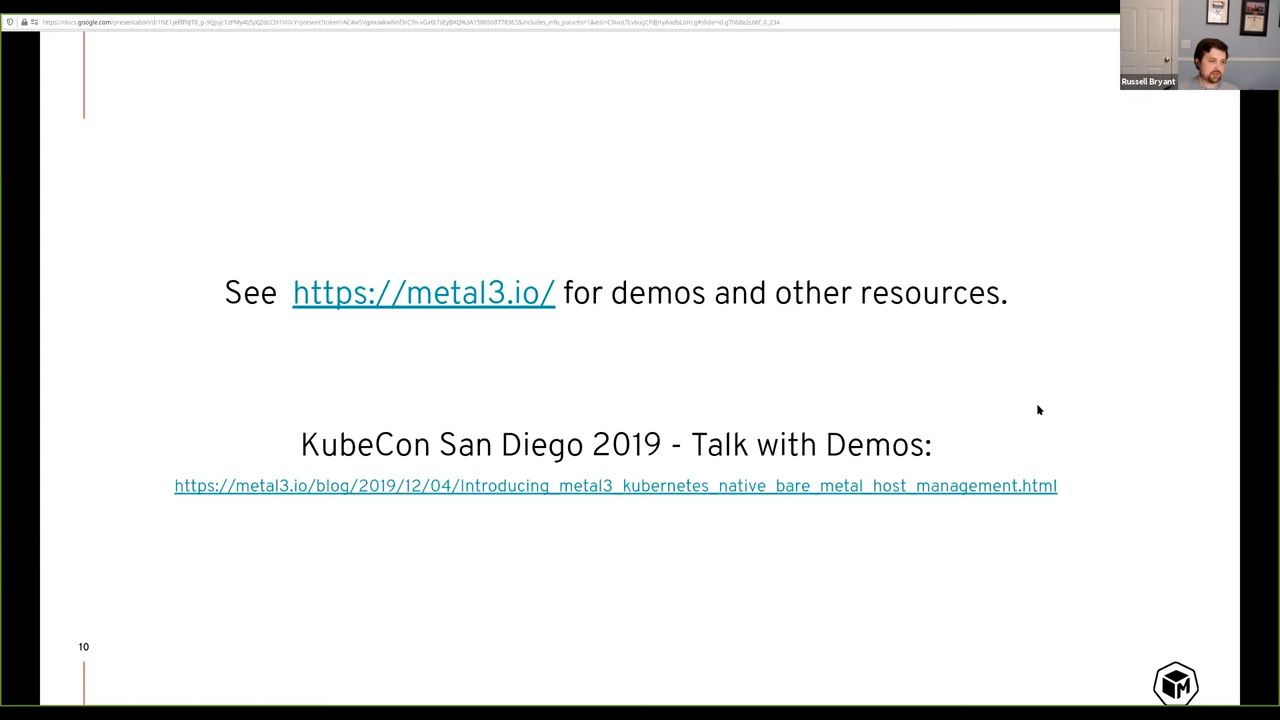 Russell Bryant
See https://metal3.io/ for demos and other resources.
KubeCon San Diego 2019 - Talk with Demos:
https://metal3.io/blog/2019/12/04/Introducing_metal3_kubernetes_native_bare_metal_host_management.html
10
M